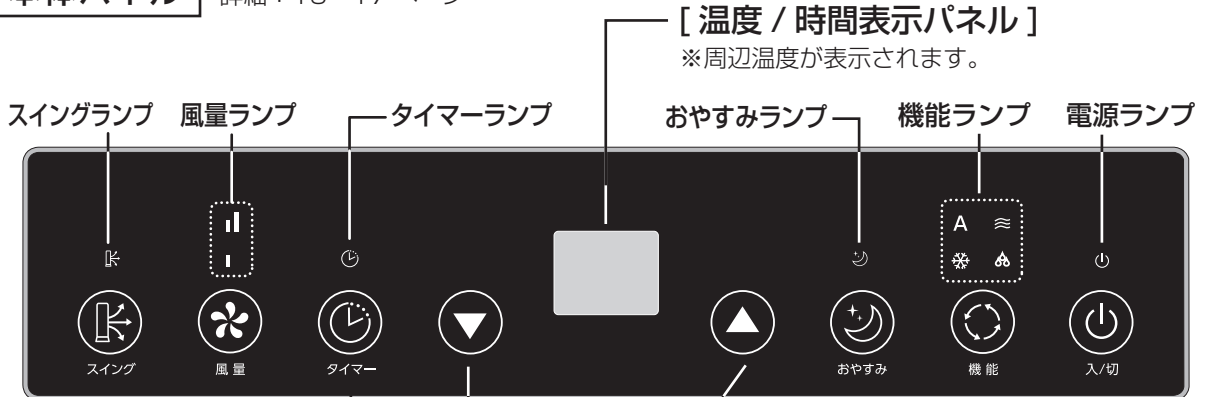 [ 温度 / 時間表示パネル ]
※周辺温度が表示されます。
スイングランプ 風量ランプ タイマーランプ おやすみランプ 機能ランプ 電源ランプ
A
スイング 風量 タイマー おやすみ 機能 入/切